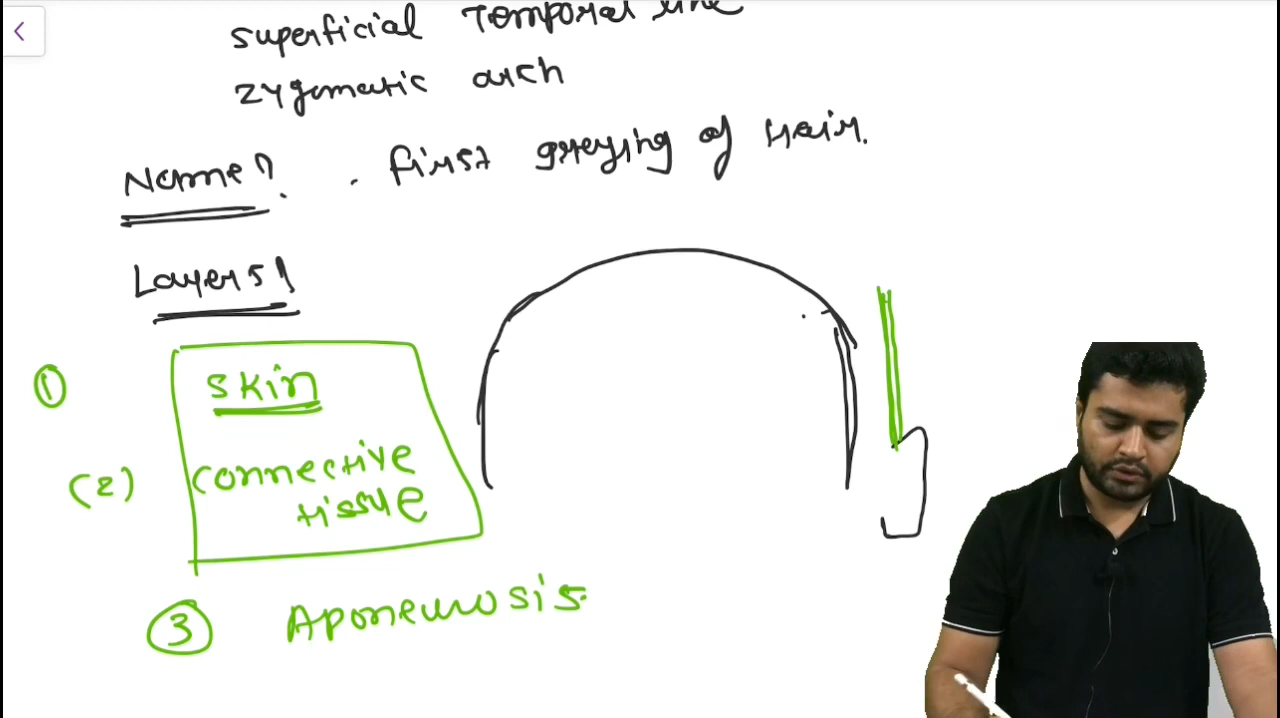 superficial Temporal line
zygomatic arch
Name? . first greying of Hair.
Layers!
① skin
(2) connective
tissue
③ Aponeurosis